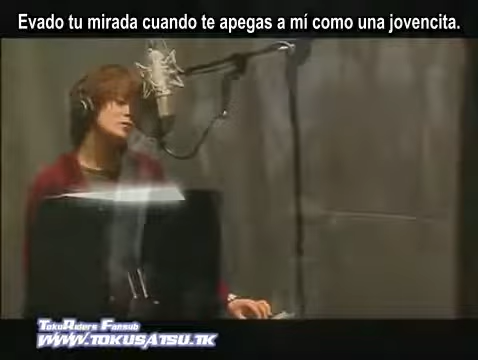 Evado tu mirada cuando te apegas a mí como una jovencita.
TokuRiders Fansub
WWW.TOKUSATSU.TK